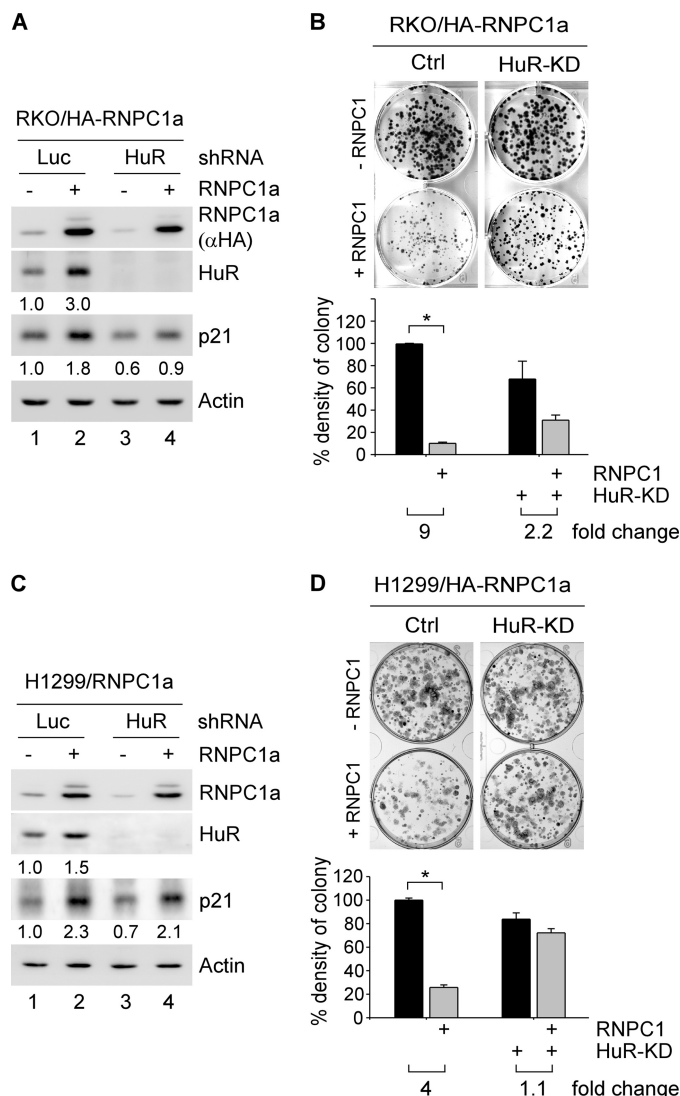 A
RKO/HA-RNPC1a
Luc HuR shRNA
- + - + RNPC1a
RNPC1a
(αHA)
HuR
1.0 3.0
p21
1.0 1.8 0.6 0.9
Actin
1 2 3 4
B
RKO/HA-RNPC1a
Ctrl HuR-KD
- RNPC1
+ RNPC1
% density of colony
120
100
80
60
40
20
0
*
+ + RNPC1
+ + HuR-KD
9 2.2 fold change
C
H1299/RNPC1a
Luc HuR shRNA
- + - + RNPC1a
RNPC1a
HuR
1.0 1.5
p21
1.0 2.3 0.7 2.1
Actin
1 2 3 4
D
H1299/HA-RNPC1a
Ctrl HuR-KD
- RNPC1
+ RNPC1
% density of colony
120
100
80
60
40
20
0
*
+ + RNPC1
+ + HuR-KD
4 1.1 fold change